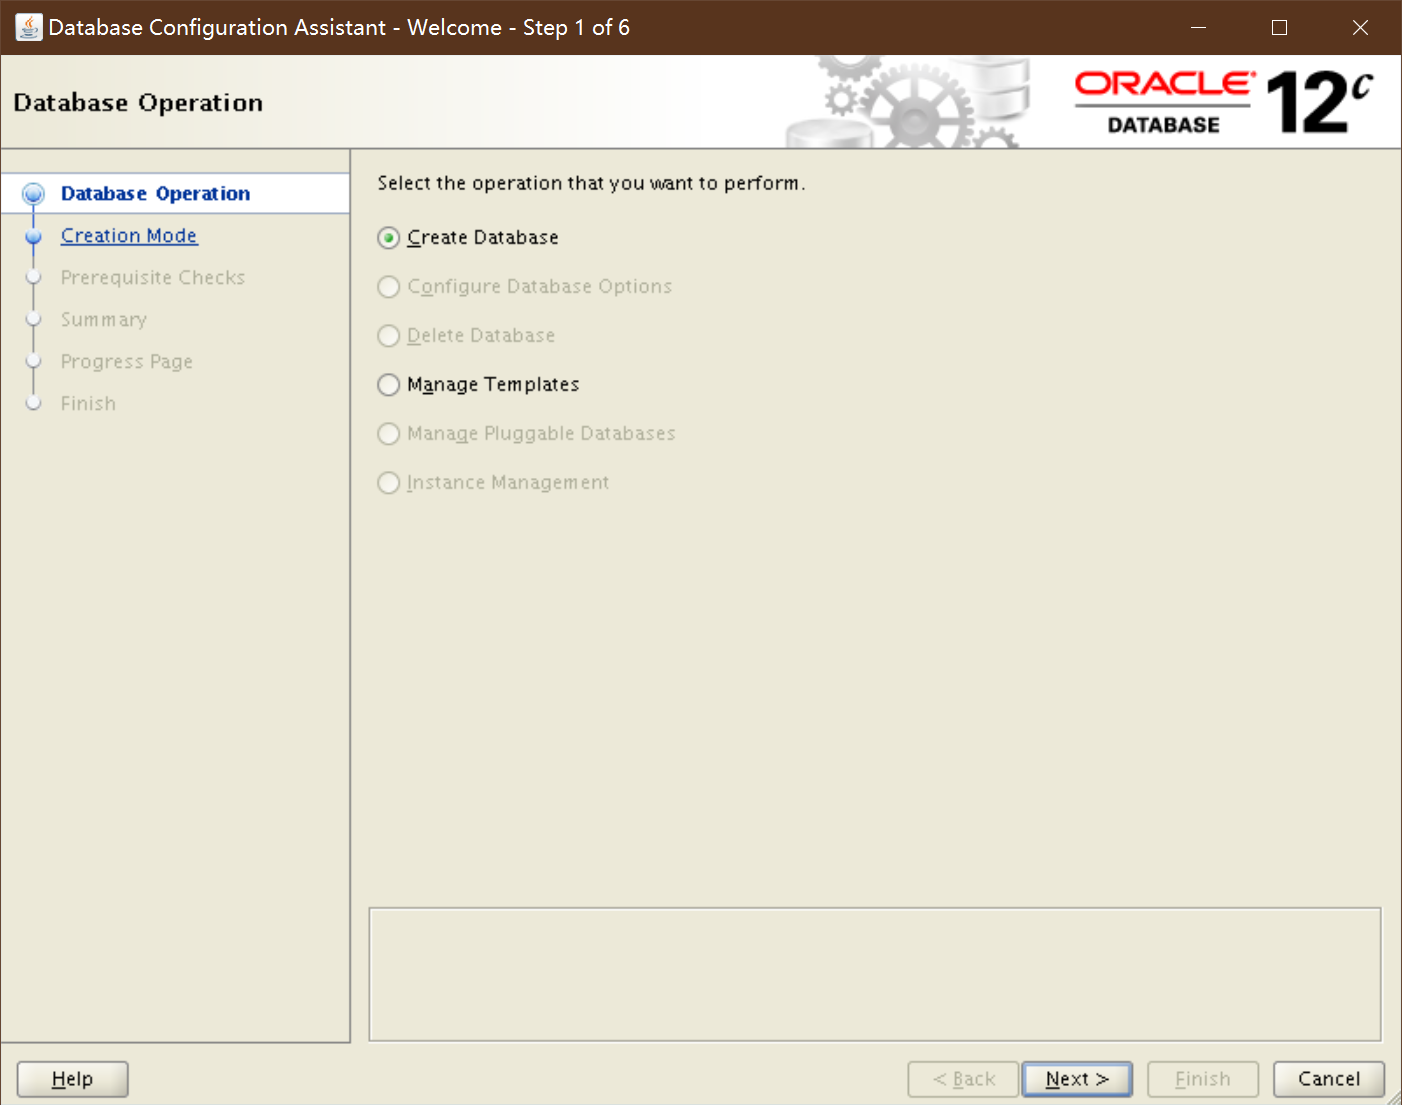 Database Configuration Assistant - Welcome - Step 1 of 6
Database Operation
ORACLE
DATABASE
12c
Database Operation
Creation Mode
Prerequisite Checks
Summary
Progress Page
Finish
Select the operation that you want to perform.
Create Database
Configure Database Options
Delete Database
Manage Templates
Manage Pluggable Databases
Instance Management
Help
< Back
Next >
Finish
Cancel